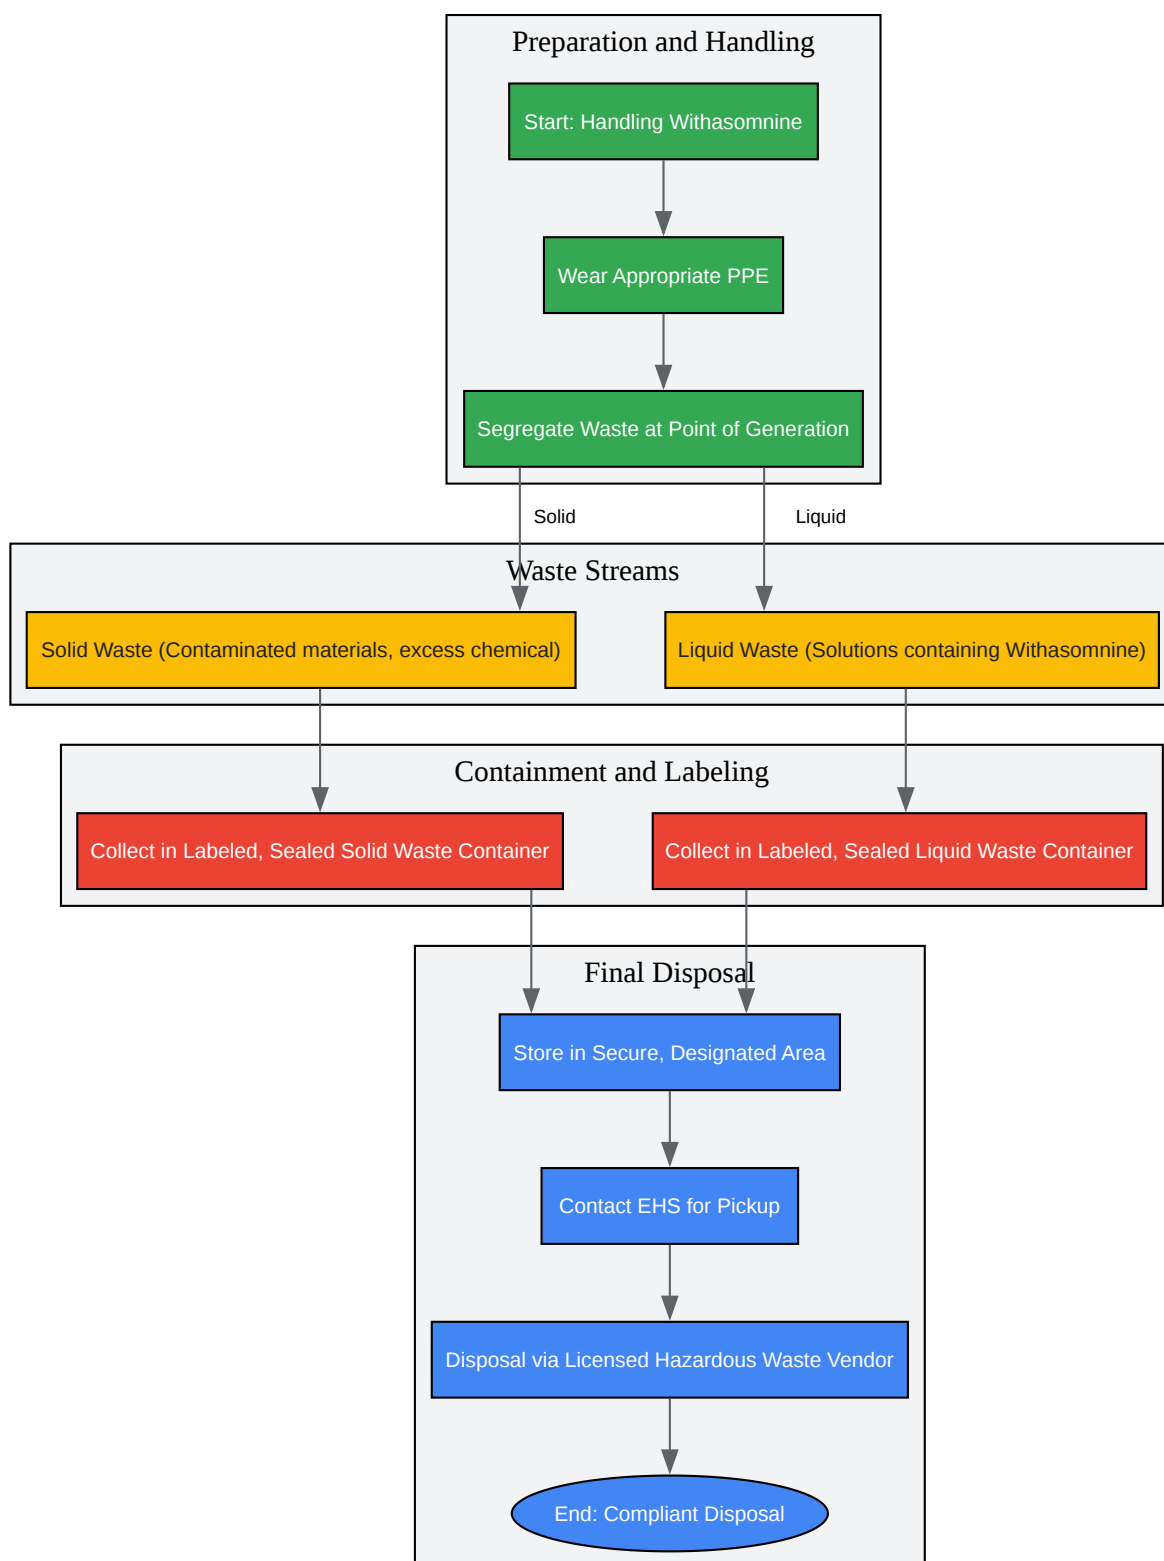 Preparation and Handling
Start: Handling Withasomnine
Wear Appropriate PPE
Segregate Waste at Point of Generation
Solid
Liquid
Waste Streams
Solid Waste (Contaminated materials, excess chemical)
Liquid Waste (Solutions containing Withasomnine)
Containment and Labeling
Collect in Labeled, Sealed Solid Waste Container
Collect in Labeled, Sealed Liquid Waste Container
Final Disposal
Store in Secure, Designated Area
Contact EHS for Pickup
Disposal via Licensed Hazardous Waste Vendor
End: Compliant Disposal